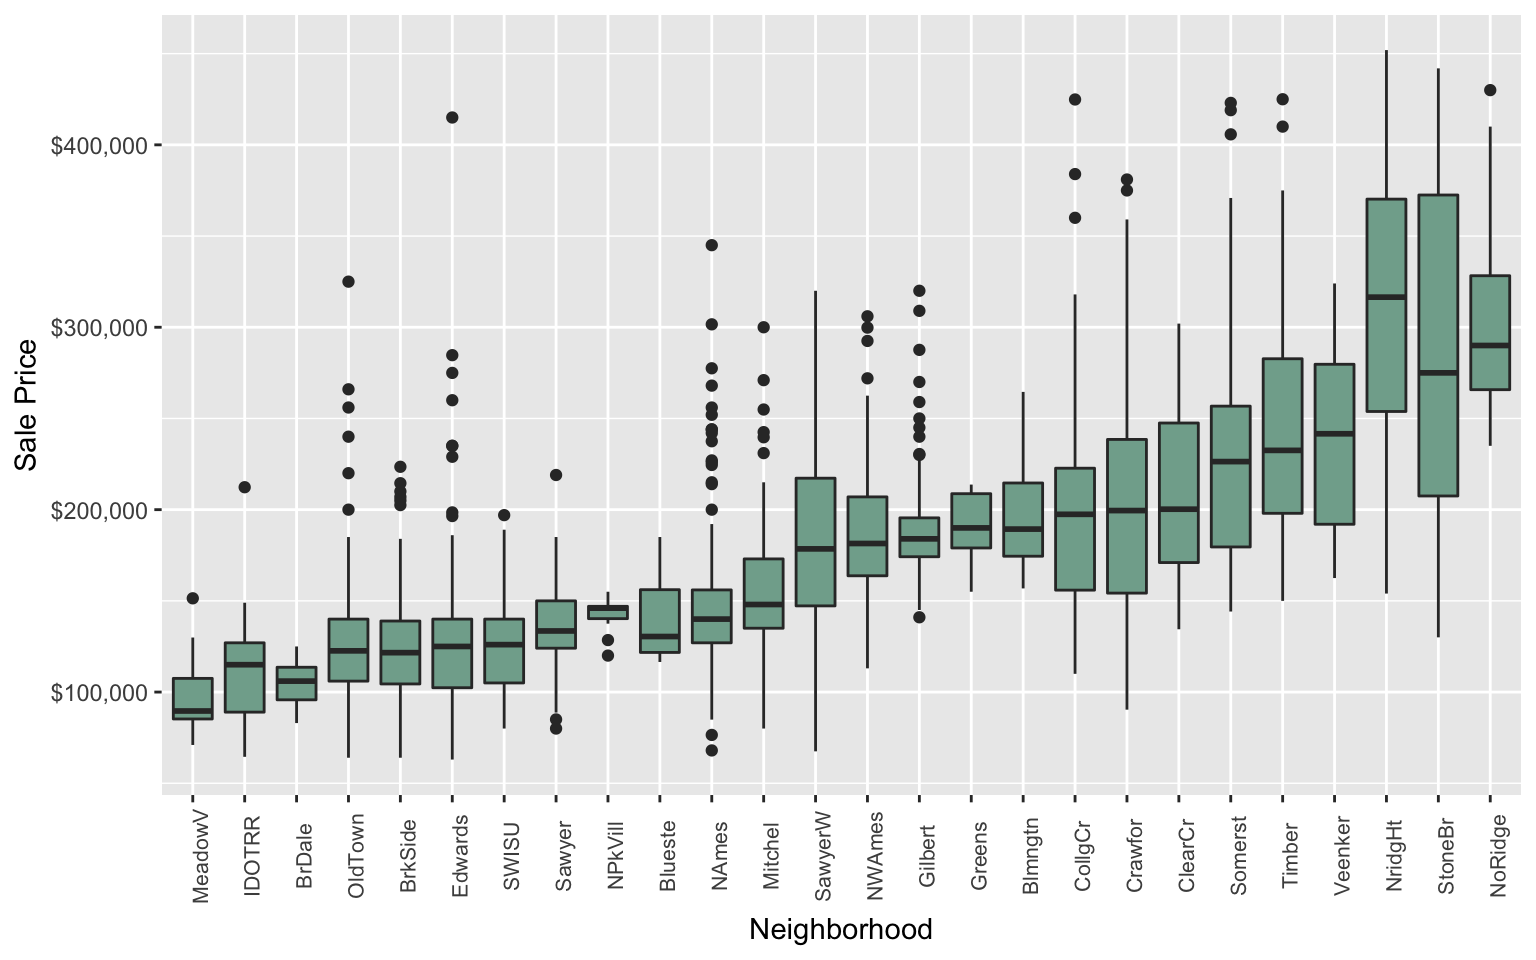 $400,000
$300,000
$200,000
$100,000
Sale Price
MeadowV
IDOTRR
BrDale
OldTown
BrkSide
Edwards
SWISU
Sawyer
NPkVill
Blueste
NAmes
Mitchel
SawyerW
NWAmes
Gilbert
Greens
Blmngtn
CollgCr
Crawfor
ClearCr
Somerst
Timber
Veenker
NridgHt
StoneBr
NoRidge
Neighborhood